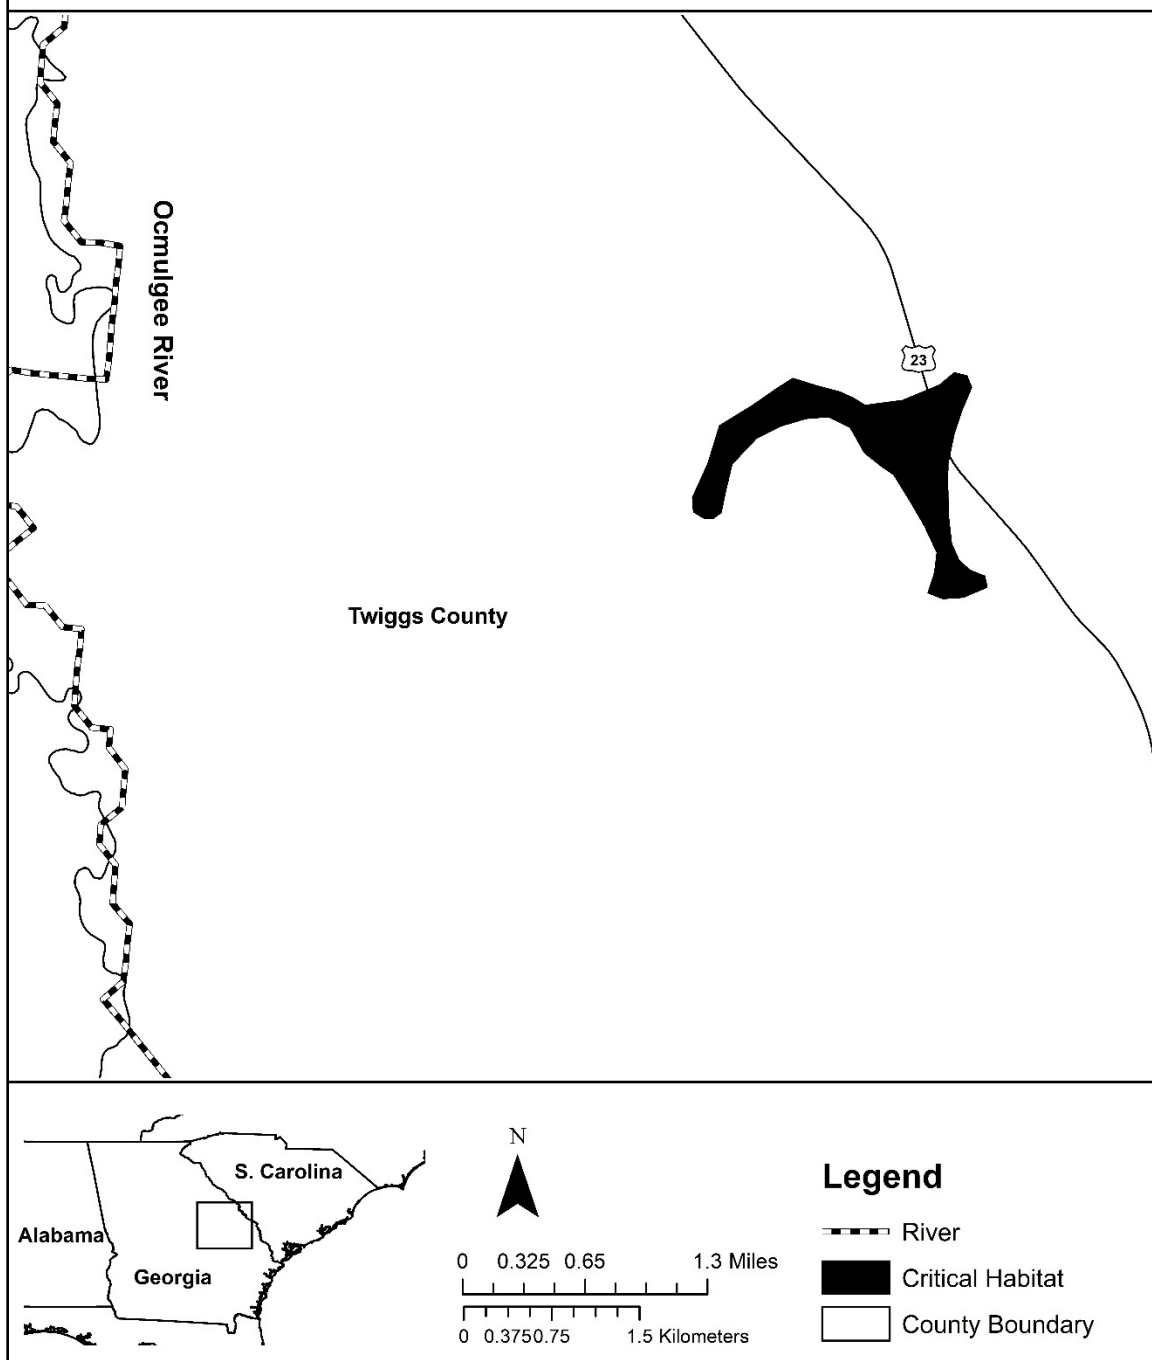 Ocmulgee River
23
Twiggs County
S. Carolina
Alabama
Georgia
N
0 0.325 0.65 1.3 Miles
0 0.3750.75 1.5 Kilometers
Legend
River
Critical Habitat
County Boundary